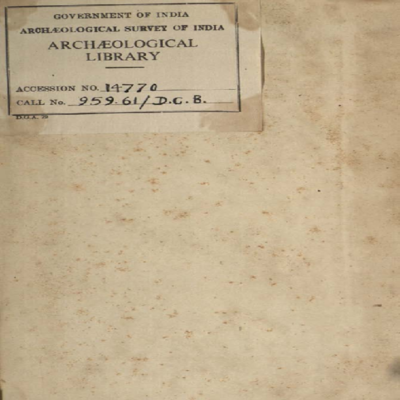 GOVERNMENT OF INDIA
ARCHÆOLOGICAL SURVEY OF INDIA
ARCHÆOLOGICAL
LIBRARY
ACCESSION NO. 14770
CALL No. 959.61/D.C.B.